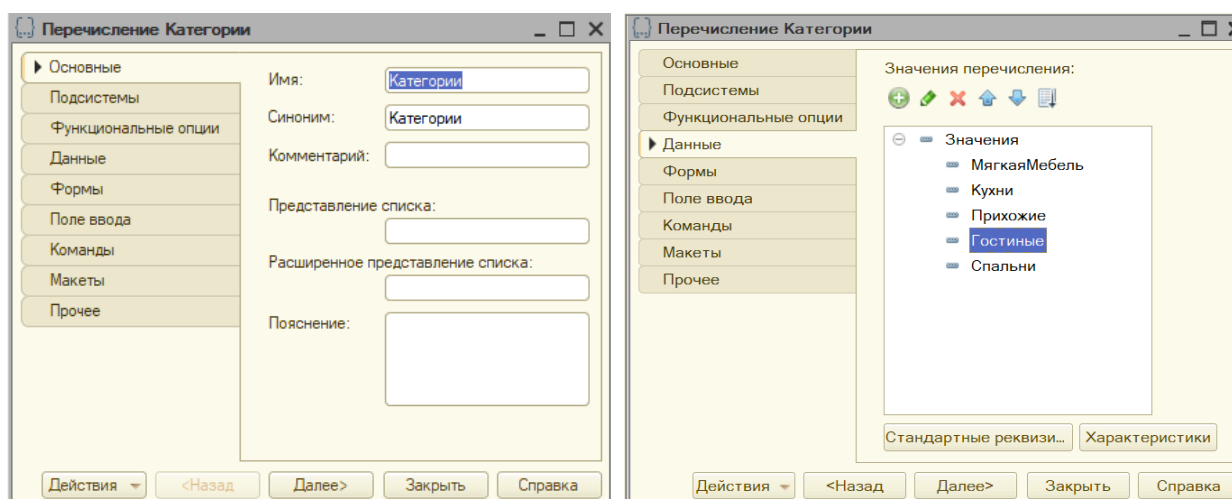 Перечисление Категории
Основные
Подсистемы
Функциональные опции
Данные
Формы
Поле ввода
Команды
Макеты
Прочее
Имя: Категории
Синоним: Категории
Комментарий:
Представление списка:
Расширенное представление списка:
Пояснение:
Действия <Назад Далее> Закрыть Справка
Перечисление Категории
Основные
Подсистемы
Функциональные опции
Данные
Формы
Поле ввода
Команды
Макеты
Прочее
Значения перечисления:
Значения
МягкаяМебель
Кухни
Прихожие
Гостиные
Спальни
Стандартные реквизи... Характеристики
Действия <Назад Далее> Закрыть Справка